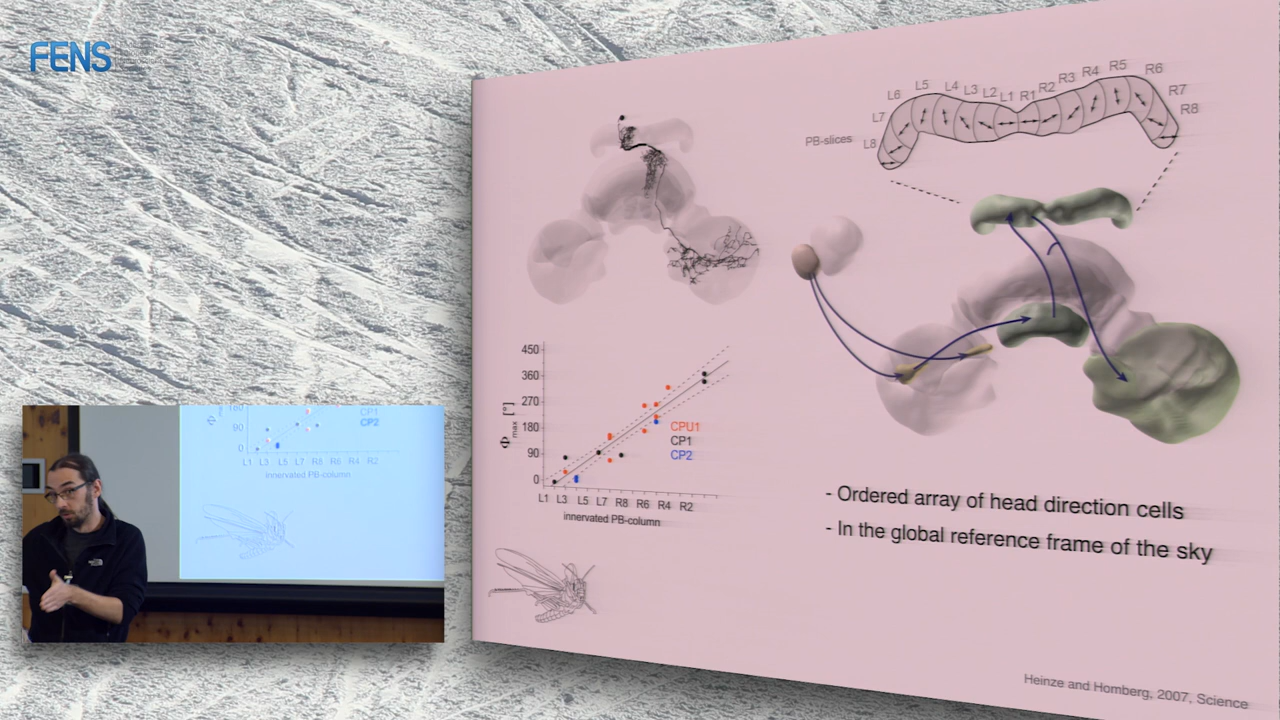 FENS
PB-slices
L8
L7
L6
L5
L4
L3
L2
L1
R1
R2
R3
R4
R5
R6
R7
R8
450
360
270
180
90
0
Φmax [°]
CPU1
CP1
CP2
L1 L3 L5 L7 R8 R6 R4 R2
innervated PB-column
- Ordered array of head direction cells
- In the global reference frame of the sky
Heinze and Homberg, 2007, Science
180
90
0
Φ
CP1
CP2
L1 L3 L5 L7 R8 R6 R4 R2
innervated PB-column